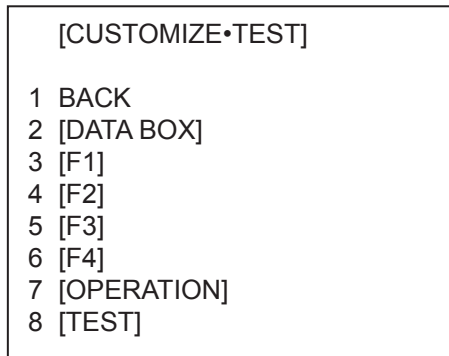 [CUSTOMIZE•TEST]
1 BACK
2 [DATA BOX]
3 [F1]
4 [F2]
5 [F3]
6 [F4]
7 [OPERATION]
8 [TEST]